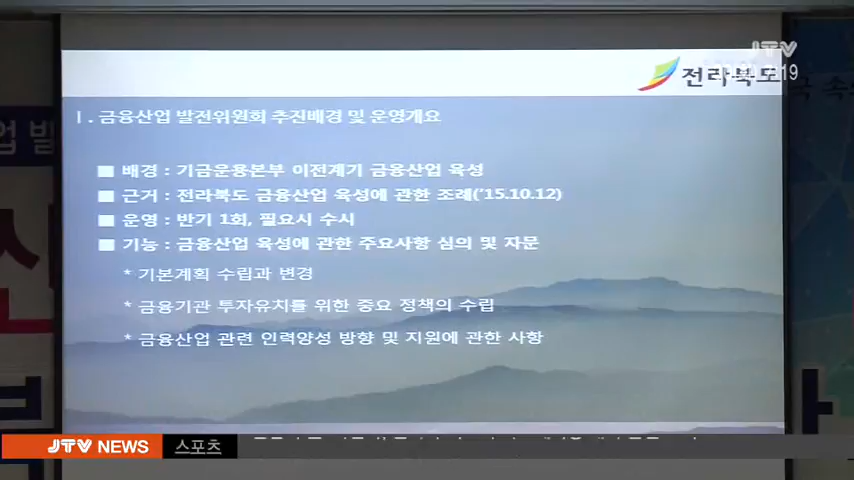 JTV
전라북도
19
Ⅰ. 금융산업 발전위원회 추진배경 및 운영개요
■ 배경 : 기금운용본부 이전계기 금융산업 육성
■ 근거 : 전라북도 금융산업 육성에 관한 조례('15.10.12)
■ 운영 : 반기 1회, 필요시 수시
■ 기능 : 금융산업 육성에 관한 주요사항 심의 및 자문
* 기본계획 수립과 변경
* 금융기관 투자유치를 위한 중요 정책의 수립
* 금융산업 관련 인력양성 방향 및 지원에 관한 사항
JTV NEWS 스포츠